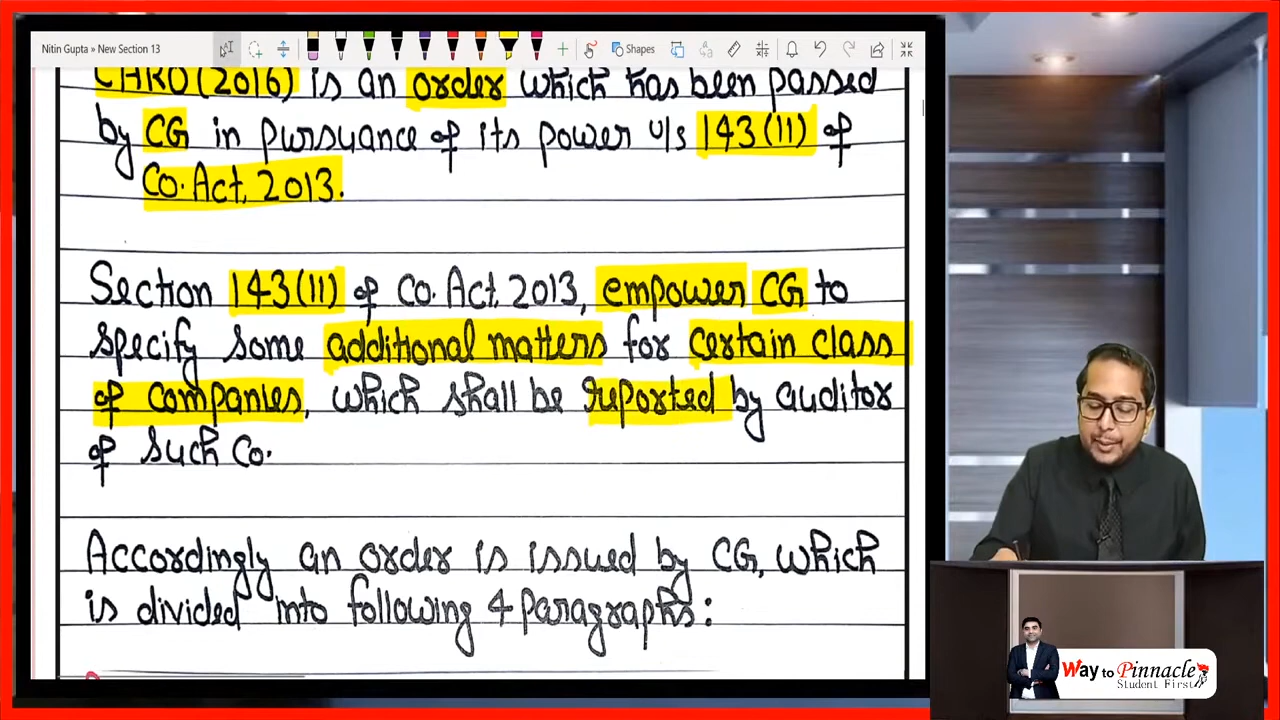 Nitin Gupta » New Section 13
Shapes
CARO (2016) is an order which has been passed
by CG in pursuance of its power u/s 143(11) of
Co. Act, 2013.
Section 143(11) of Co. Act, 2013, empower CG to
specify some additional matters for certain class
of companies, which shall be reported by auditor
of such Co.
Accordingly an order is issued by CG, which
is divided into following 4 paragraphs:
Way to Pinnacle
Student First